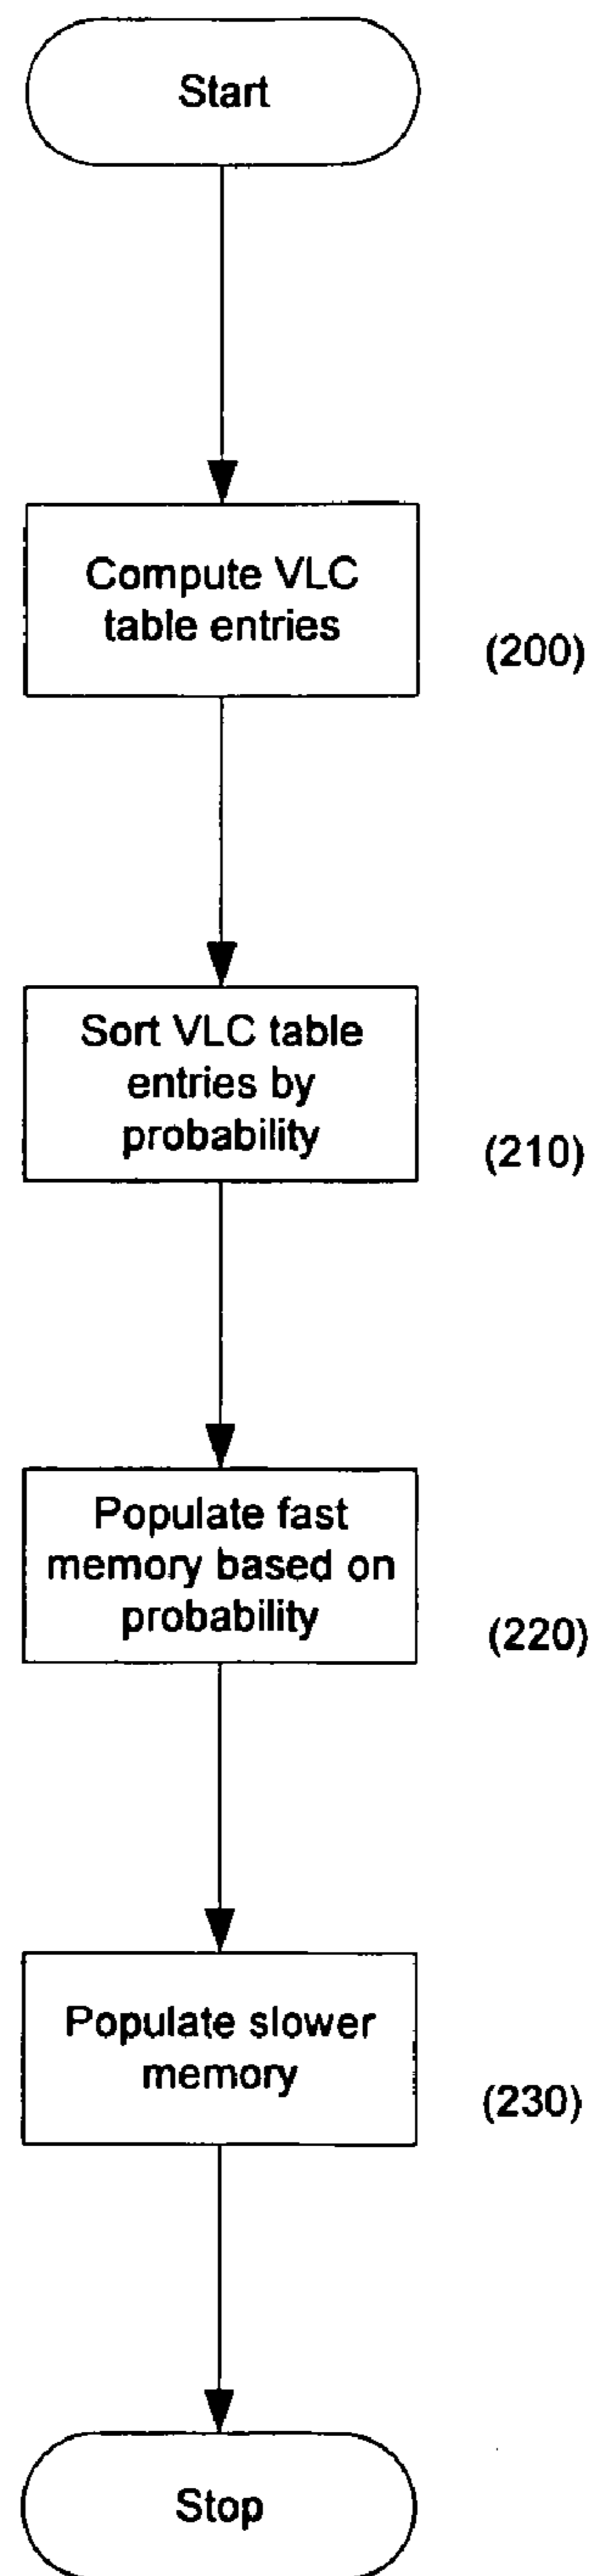 Start
Compute VLC
table entries
(200)
Sort VLC table
entries by
probability
(210)
Populate fast
memory based on
probability
(220)
Populate slower
memory
(230)
Stop